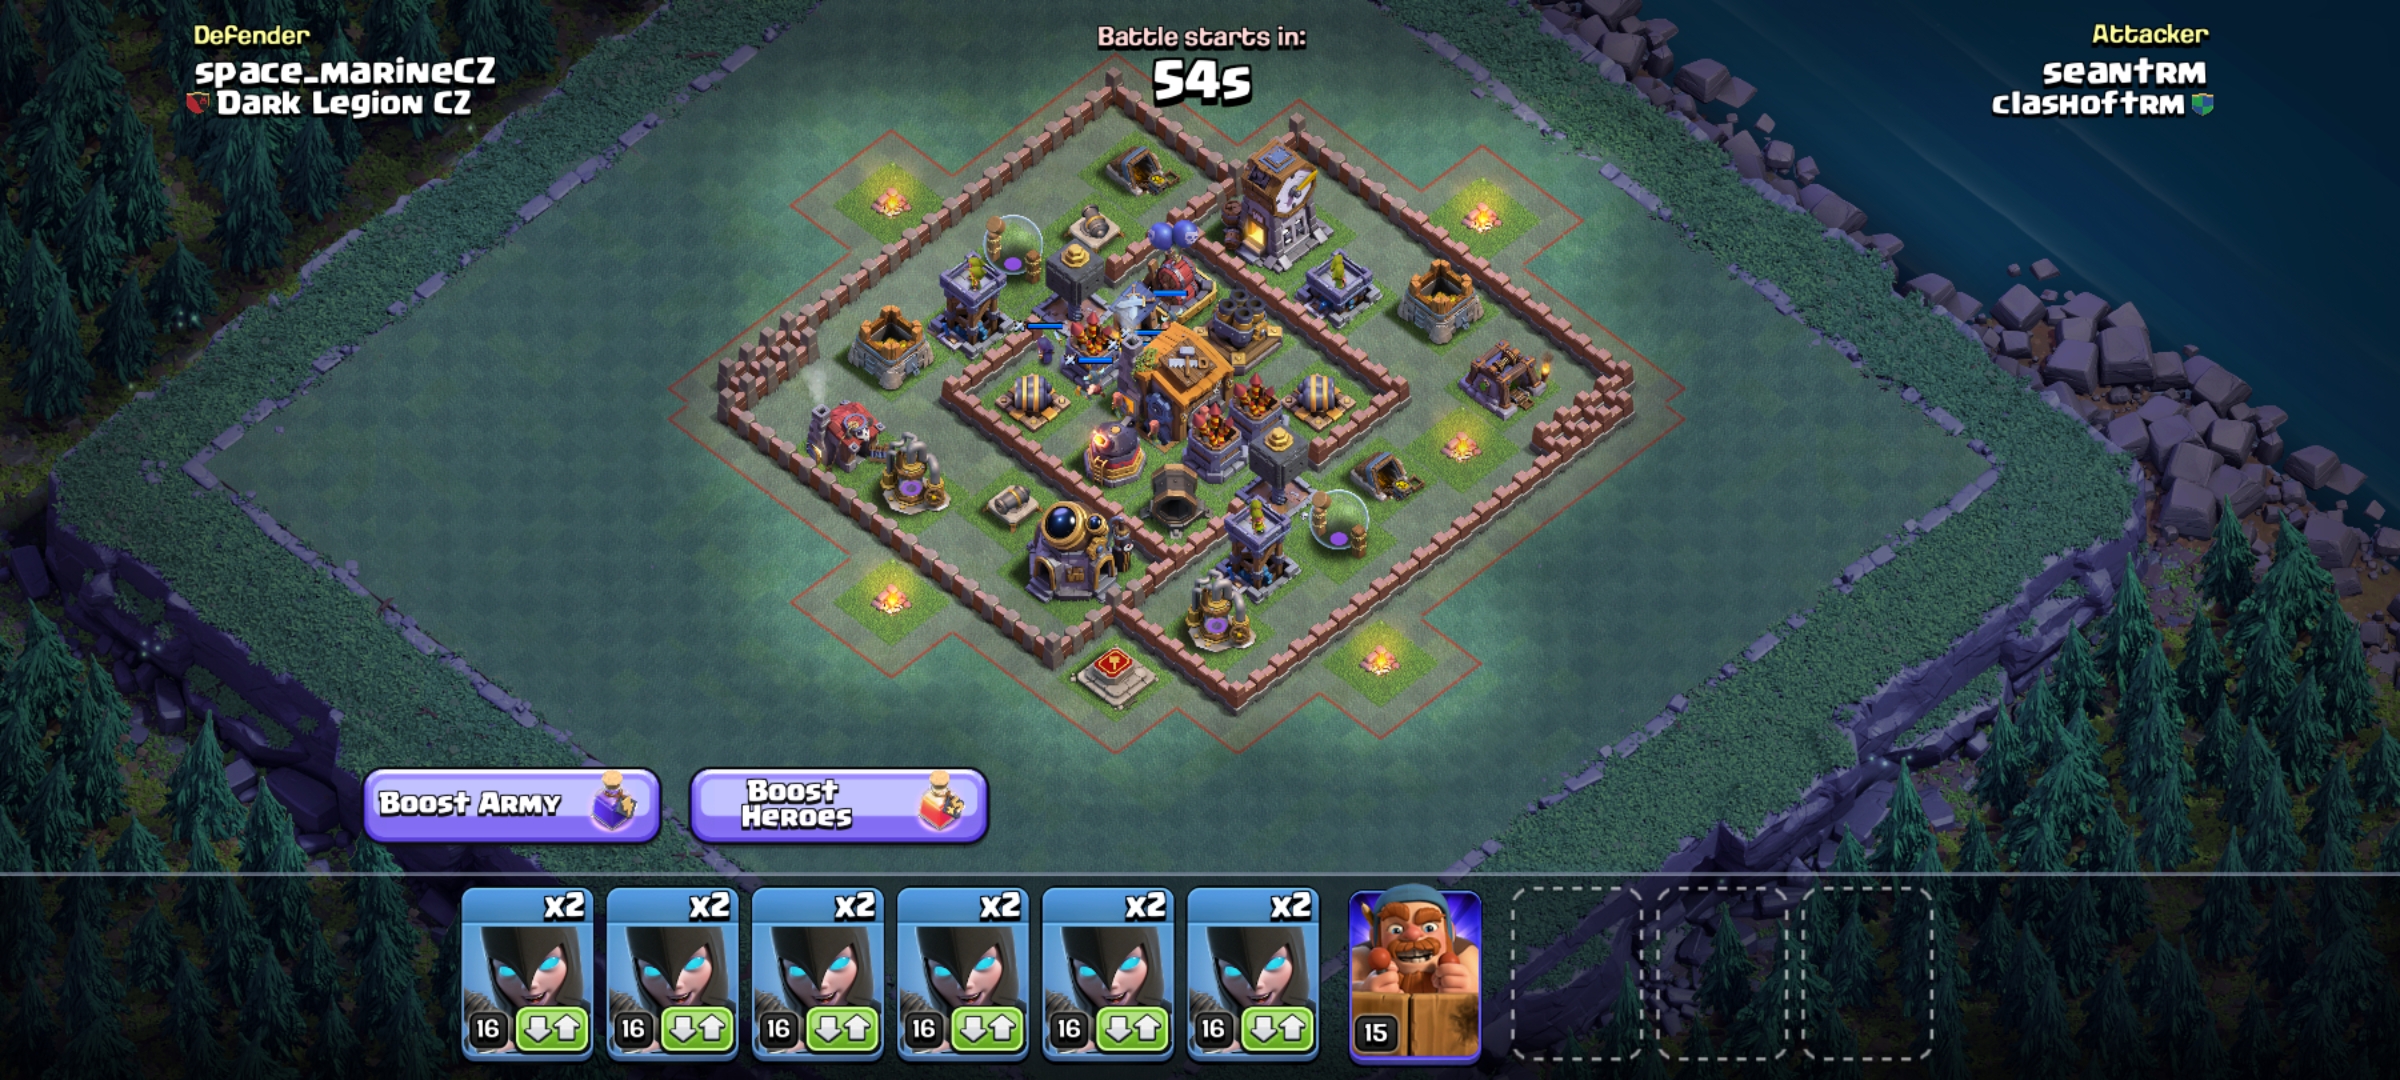 Defender
space_marineCZ
Dark Legion CZ
Battle starts in:
54s
Attacker
seantrm
clashoftrm
Boost Army
Boost
Heroes
x2
x2
x2
x2
x2
x2
16
16
16
16
16
16
15